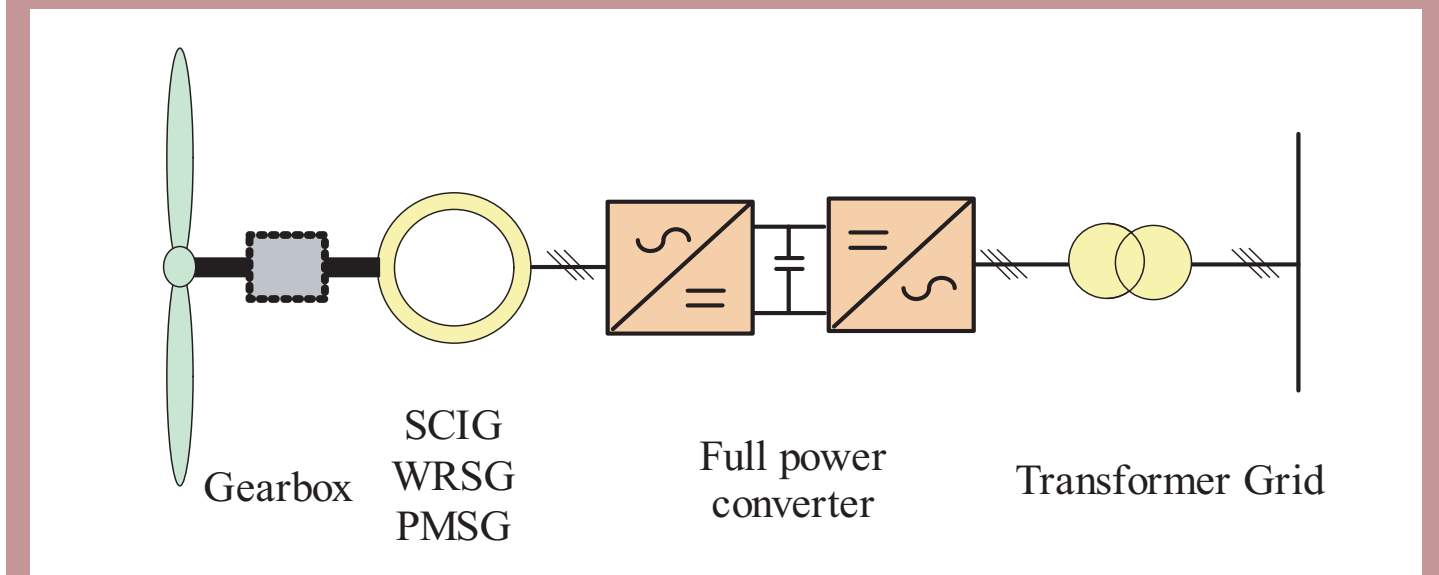 Gearbox
SCIG
WRSG
PMSG
Full power
converter
Transformer
Grid